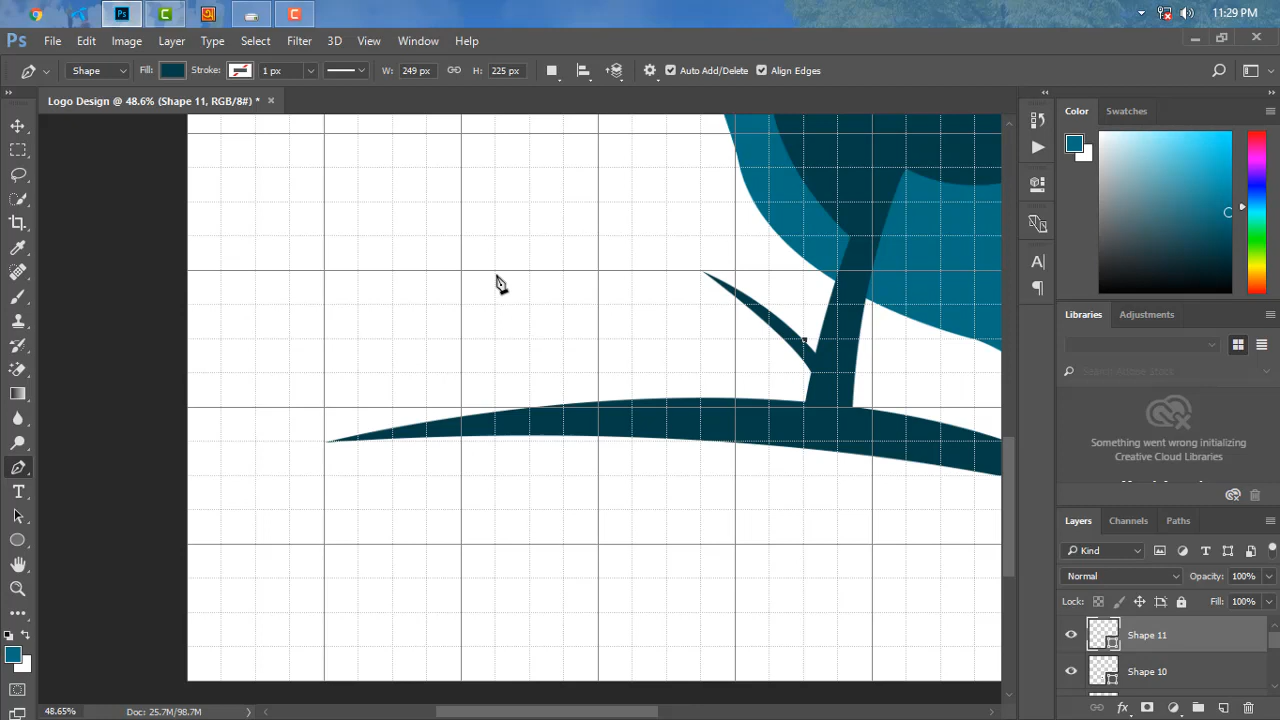 11:29 PM
Ps File Edit Image Layer Type Select Filter 3D View Window Help
Shape Fill: Stroke: 1 px W: 249 px H: 225 px Auto Add/Delete Align Edges
Logo Design @ 48.6% (Shape 11, RGB/8#) *
Color Swatches
Libraries Adjustments
Search Adobe Stock
Something went wrong initializing
Creative Cloud Libraries
Layers Channels Paths
Kind
Normal Opacity: 100%
Lock: Fill: 100%
Shape 11
Shape 10
48.65% Doc: 25.7M/98.7M